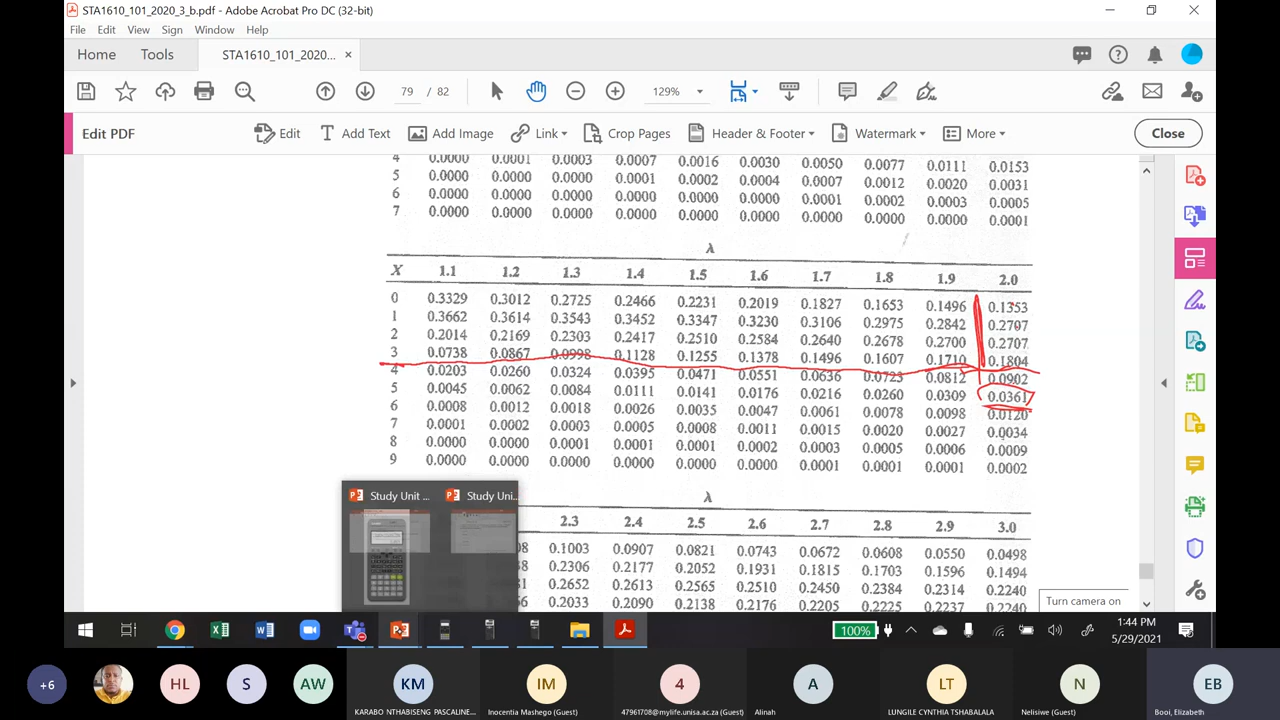 STA1610_101_2020_3_b.pdf - Adobe Acrobat Pro DC (32-bit)
File Edit View Sign Window Help
Home Tools STA1610_101_2020... ×
79 / 82 129%
Edit PDF Edit Add Text Add Image Link Crop Pages Header & Footer Watermark More Close
4 0.0000 0.0001 0.0003 0.0007 0.0016 0.0030 0.0050 0.0077 0.0111 0.0153
5 0.0000 0.0000 0.0000 0.0001 0.0002 0.0004 0.0007 0.0012 0.0020 0.0031
6 0.0000 0.0000 0.0000 0.0000 0.0000 0.0000 0.0001 0.0002 0.0003 0.0005
7 0.0000 0.0000 0.0000 0.0000 0.0000 0.0000 0.0000 0.0000 0.0000 0.0001
λ
X 1.1 1.2 1.3 1.4 1.5 1.6 1.7 1.8 1.9 2.0
0 0.3329 0.3012 0.2725 0.2466 0.2231 0.2019 0.1827 0.1653 0.1496 0.1353
1 0.3662 0.3614 0.3543 0.3452 0.3347 0.3230 0.3106 0.2975 0.2842 0.2707
2 0.2014 0.2169 0.2303 0.2417 0.2510 0.2584 0.2640 0.2678 0.2700 0.2707
3 0.0738 0.0867 0.0998 0.1128 0.1255 0.1378 0.1496 0.1607 0.1710 0.1804
4 0.0203 0.0260 0.0324 0.0395 0.0471 0.0551 0.0636 0.0723 0.0812 0.0902
5 0.0045 0.0062 0.0084 0.0111 0.0141 0.0176 0.0216 0.0260 0.0309 0.0361
6 0.0008 0.0012 0.0018 0.0026 0.0035 0.0047 0.0061 0.0078 0.0098 0.0120
7 0.0001 0.0002 0.0003 0.0005 0.0008 0.0011 0.0015 0.0020 0.0027 0.0034
8 0.0000 0.0000 0.0001 0.0001 0.0001 0.0002 0.0003 0.0005 0.0006 0.0009
9 0.0000 0.0000 0.0000 0.0000 0.0000 0.0000 0.0001 0.0001 0.0001 0.0002
Study Unit ... Study Uni... λ
2.3 2.4 2.5 2.6 2.7 2.8 2.9 3.0
0.1003 0.0907 0.0821 0.0743 0.0672 0.0608 0.0550 0.0498
0.2306 0.2177 0.2052 0.1931 0.1815 0.1703 0.1596 0.1494
0.2652 0.2613 0.2565 0.2510 0.2450 0.2384 0.2314 0.2240
0.2033 0.2090 0.2138 0.2176 0.2205 0.2225 0.2237 0.2240
Turn camera on
100% 1:44 PM
5/29/2021
+6 HL S AW KM IM 4 A LT N EB
KARABO NTHABISENG PASCALINE... Inocentia Mashego (Guest) 47961708@mylife.unisa.ac.za (Guest) Alinah LUNGILE CYNTHIA TSHABALALA Nelisiwe (Guest) Booi, Elizabeth